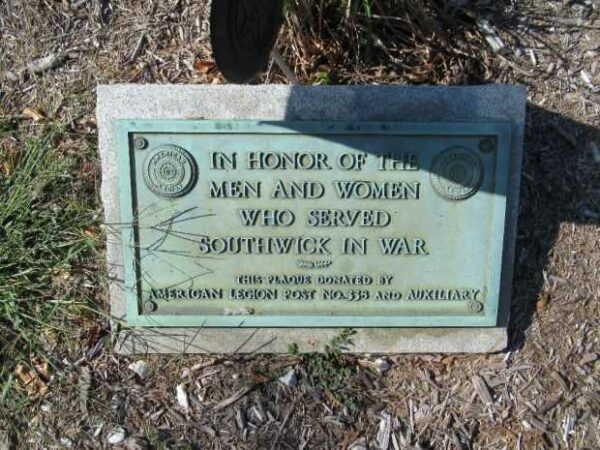 IN HONOR OF THE
MEN AND WOMEN
WHO SERVED
SOUTHWICK IN WAR
THIS PLAQUE DONATED BY
AMERICAN LEGION POST NO. 338 AND AUXILIARY